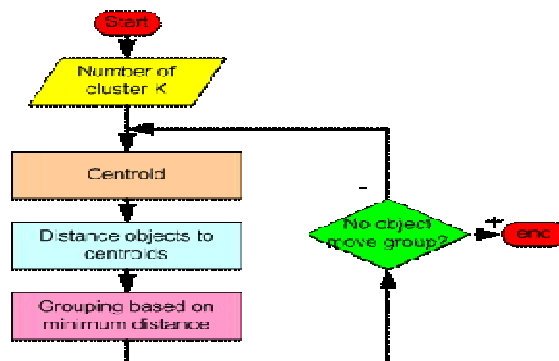 Start
Number of
cluster K
Centroid
-
No object
move group?
+
end
Distance objects to
centroids
Grouping based on
minimum distance